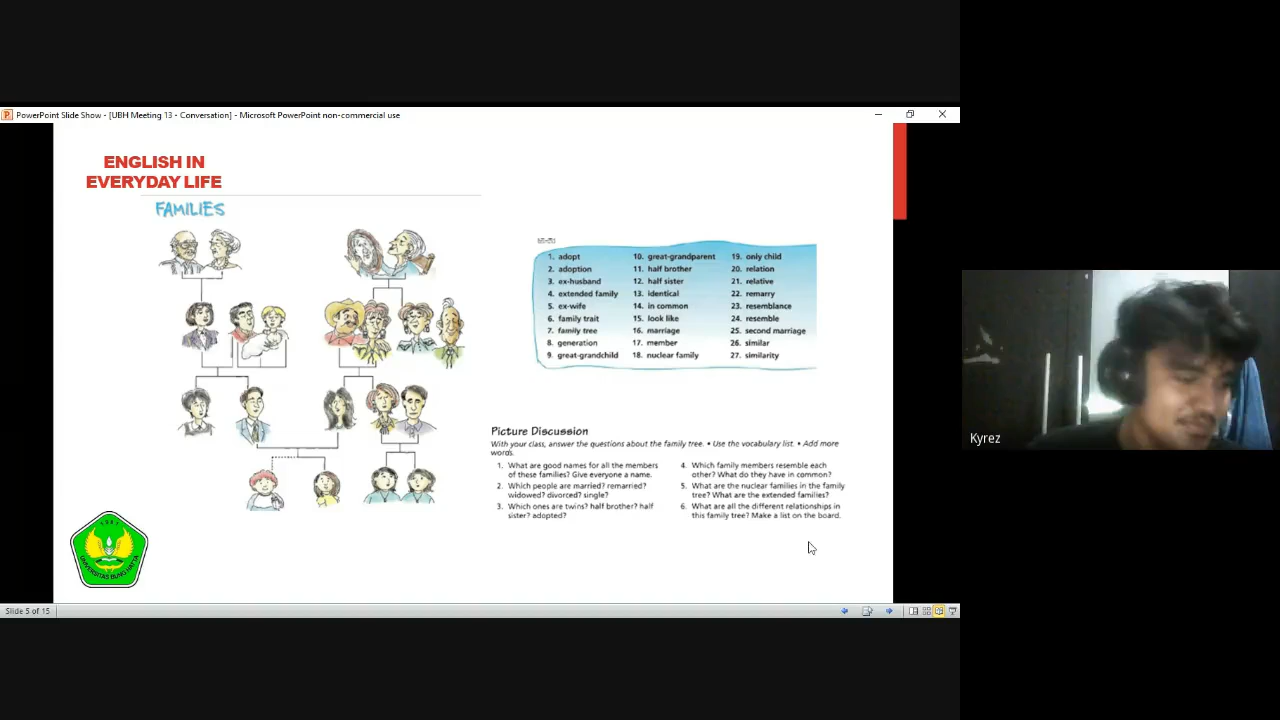 PowerPoint Slide Show - [UBH Meeting 13 - Conversation] - Microsoft PowerPoint non-commercial use
ENGLISH IN
EVERYDAY LIFE
FAMILIES
1. adopt
2. adoption
3. ex-husband
4. extended family
5. ex-wife
6. family trait
7. family tree
8. generation
9. great-grandchild
10. great-grandparent
11. half brother
12. half sister
13. identical
14. in common
15. look like
16. marriage
17. member
18. nuclear family
19. only child
20. relation
21. relative
22. remarry
23. resemblance
24. resemble
25. second marriage
26. similar
27. similarity
Picture Discussion
With your class, answer the questions about the family tree. • Use the vocabulary list. • Add more
words.
1. What are good names for all the members
of these families? Give everyone a name.
2. Which people are married? remarried?
widowed? divorced? single?
3. Which ones are twins? half brother? half
sister? adopted?
4. Which family members resemble each
other? What do they have in common?
5. What are the nuclear families in the family
tree? What are the extended families?
6. What are all the different relationships in
this family tree? Make a list on the board.
1981
UNIVERSITAS BUNG HATTA
Slide 5 of 15
Kyrez